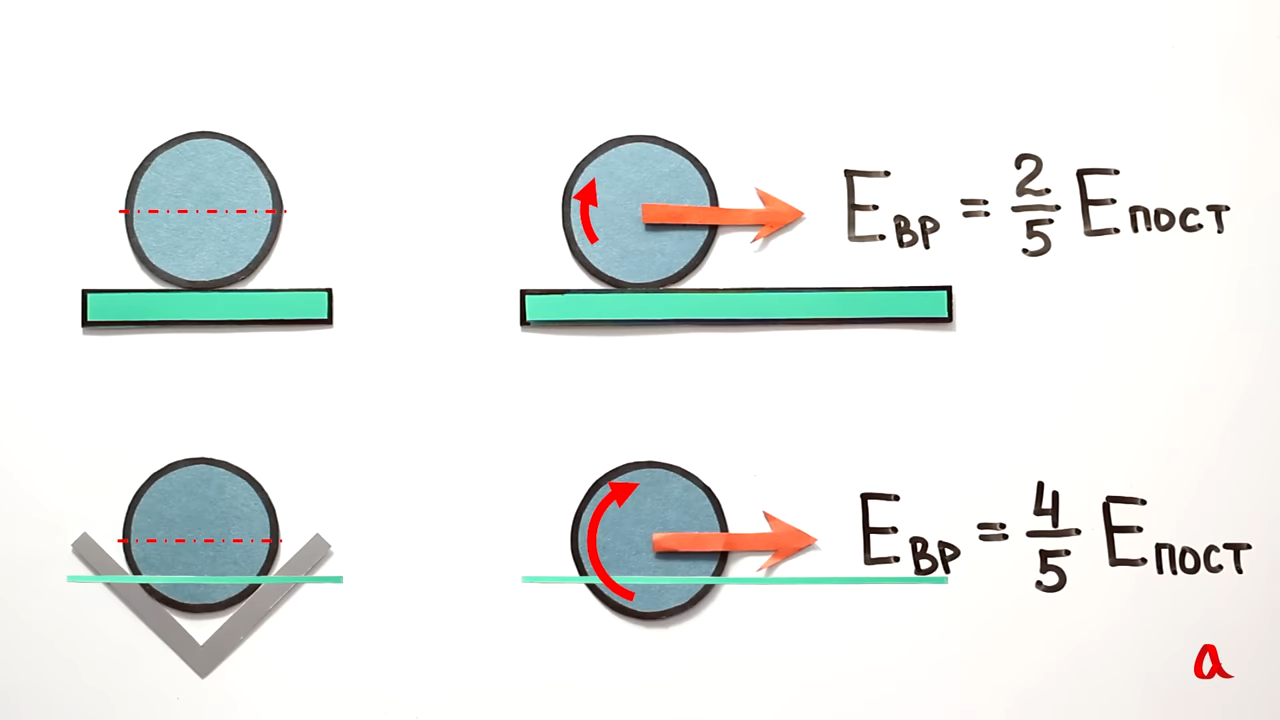 Eвр = 2/5 Eпост
Eвр = 4/5 Eпост
a